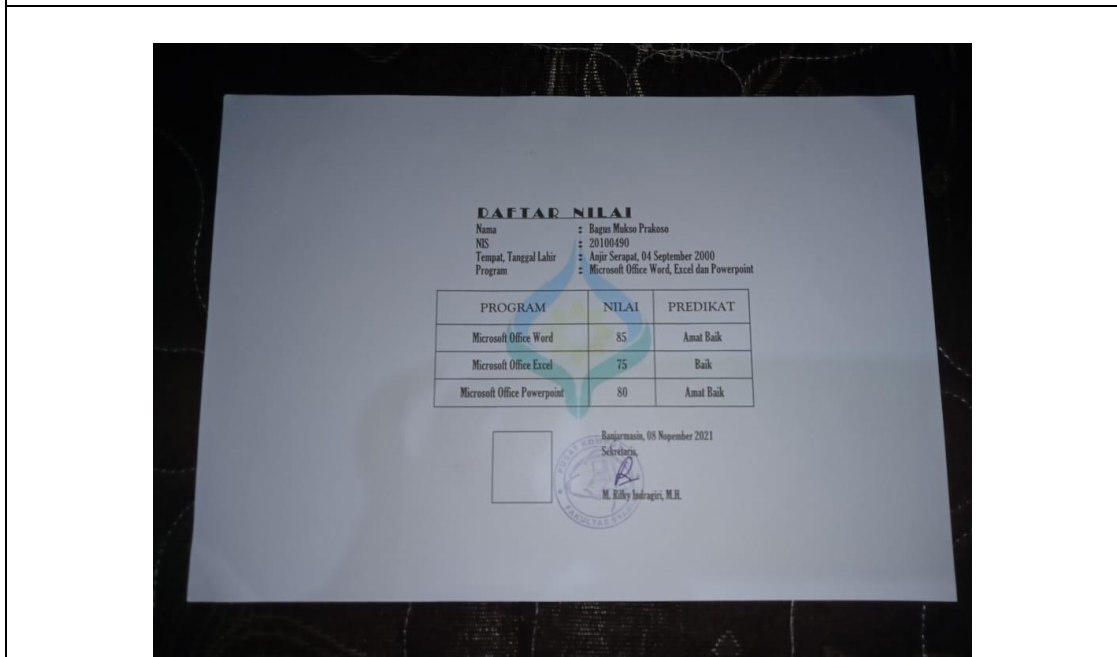 DAFTAR NILAI
Nama : Bagus Mukso Prakoso
NIS : 20100490
Tempat, Tanggal Lahir : Anjir Serapat, 04 September 2000
Program : Microsoft Office Word, Excel dan Powerpoint
PROGRAM NILAI PREDIKAT
Microsoft Office Word 85 Amat Baik
Microsoft Office Excel 75 Baik
Microsoft Office Powerpoint 80 Amat Baik
Banjarmasin, 08 Nopember 2021
Sekretaris,
M. Rifky Indragiri, M.H.
PUSAT
FAKULTAS